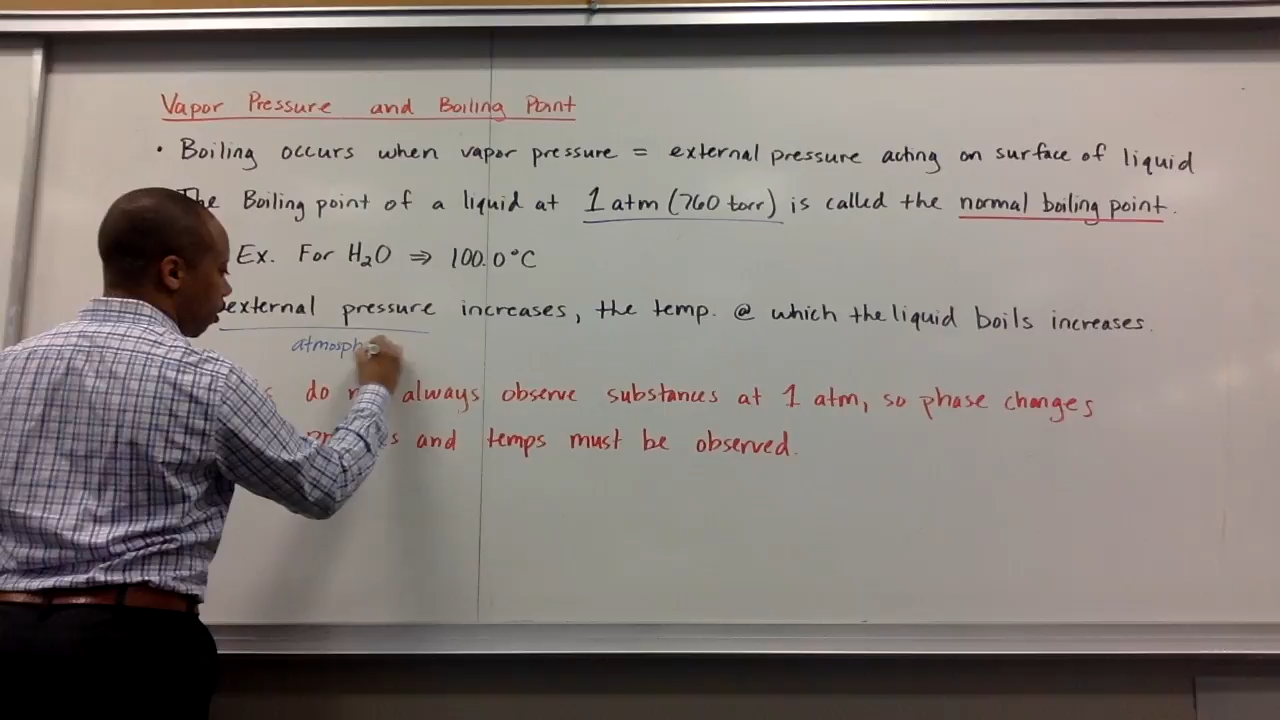 Vapor Pressure and Boiling Point
• Boiling occurs when vapor pressure = external pressure acting on surface of liquid
The Boiling point of a liquid at 1 atm (760 torr) is called the normal boiling point.
Ex. For H₂O ⇒ 100.0°C
external pressure increases, the temp. @ which the liquid boils increases.
atmosph
do always observe substances at 1 atm, so phase changes
and temps must be observed.